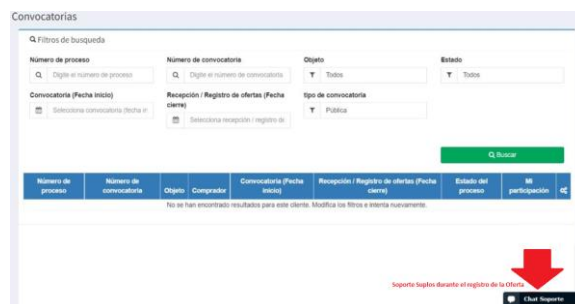 Convocatorias
Filtros de busqueda
Número de proceso
Número de convocatoria
Objeto
Estado
Digite el número de proceso
Digite el número de convocatoria
Todos
Todos
Convocatoria (Fecha inicio)
Recepción / Registro de ofertas (Fecha cierre)
tipo de convocatoria
Selecciona convocatoria (fecha in
Selecciona recepción / registro de
Pública
Buscar
Número de proceso
Número de convocatoria
Objeto
Comprador
Convocatoria (Fecha inicio)
Recepción / Registro de ofertas (Fecha cierre)
Estado del proceso
Mi participación
No se han encontrado resultados para este cliente. Modifica los filtros e intenta nuevamente.
Soporte Suplos durante el registro de la Oferta
Chat Soporte